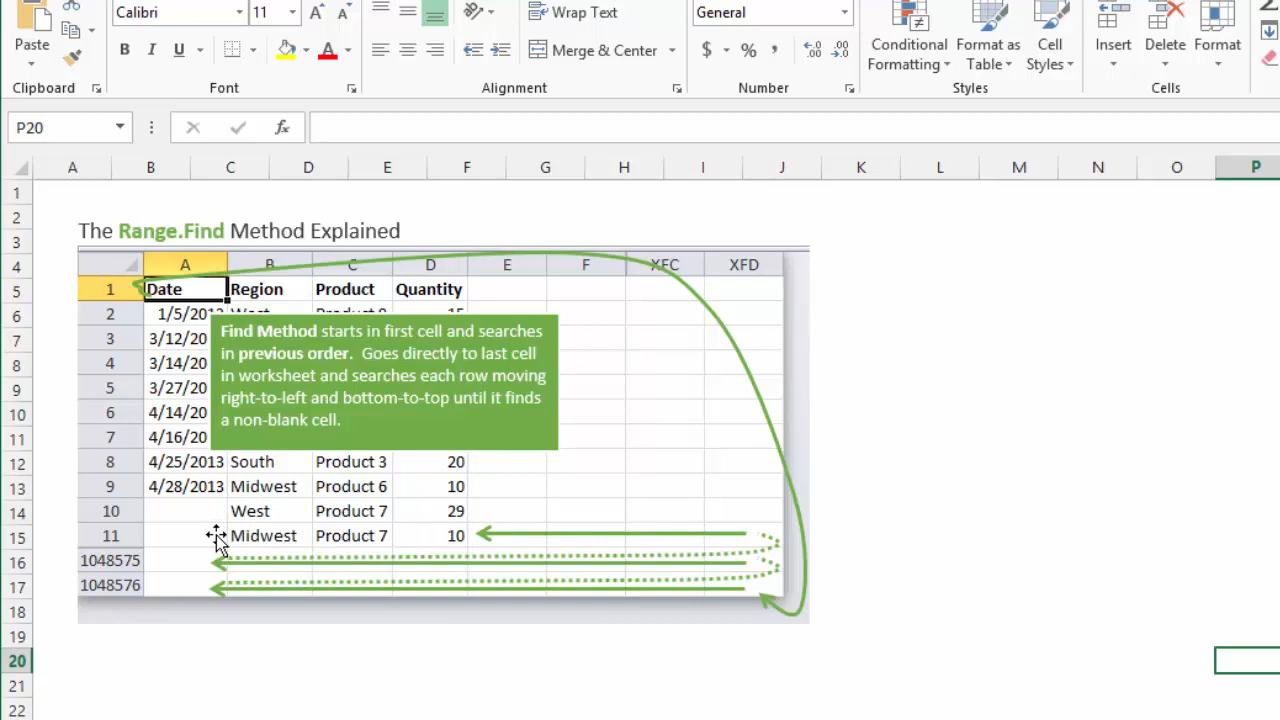 Calibri 11 Wrap Text General
Paste B I U Merge & Center $ % , Conditional Formatting Format as Table Cell Styles Insert Delete Format
Clipboard Font Alignment Number Styles Cells
P20 fx
A B C D E F G H I J K L M N O P
1
2
The Range.Find Method Explained
3
4 A B C D E F XFC XFD
5 1 Date Region Product Quantity
6 2 1/5/2013
7 3 3/12/20
8 4 3/14/20
9 5 3/27/20
10 6 4/14/20
11 7 4/16/20
Find Method starts in first cell and searches
in previous order. Goes directly to last cell
in worksheet and searches each row moving
right-to-left and bottom-to-top until it finds
a non-blank cell.
12 8 4/25/2013 South Product 3 20
13 9 4/28/2013 Midwest Product 6 10
14 10 West Product 7 29
15 11 Midwest Product 7 10
16 1048575
17 1048576
18
19
20
21
22